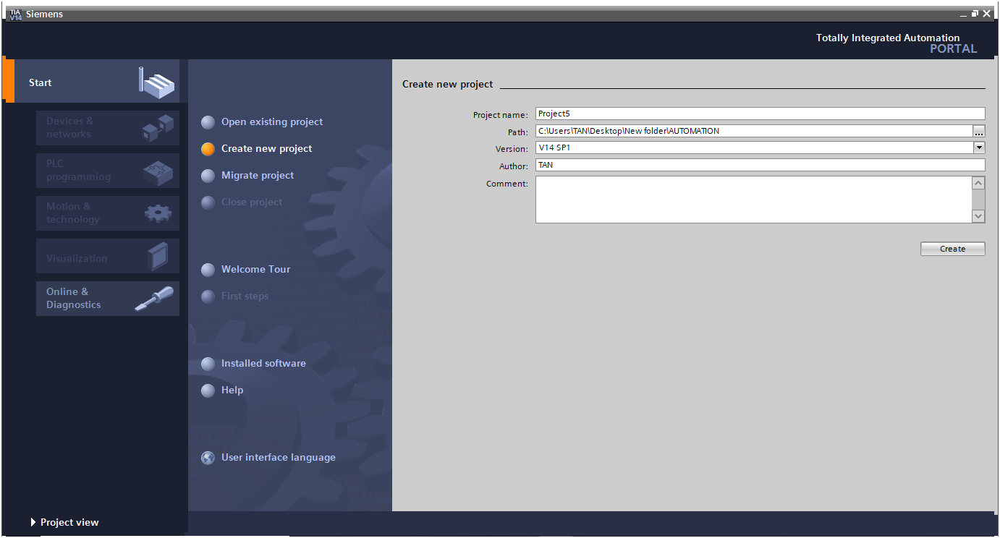 TIA
V14
Siemens
Totally Integrated Automation
PORTAL
Start
Devices &
networks
PLC
programming
Motion &
technology
Visualization
Online &
Diagnostics
Open existing project
Create new project
Migrate project
Close project
Welcome Tour
First steps
Installed software
Help
User interface language
Create new project
Project name: Project5
Path: C:\Users\TAN\Desktop\New folder\AUTOMATION
...
Version: V14 SP1
Author: TAN
Comment:
Create
Project view